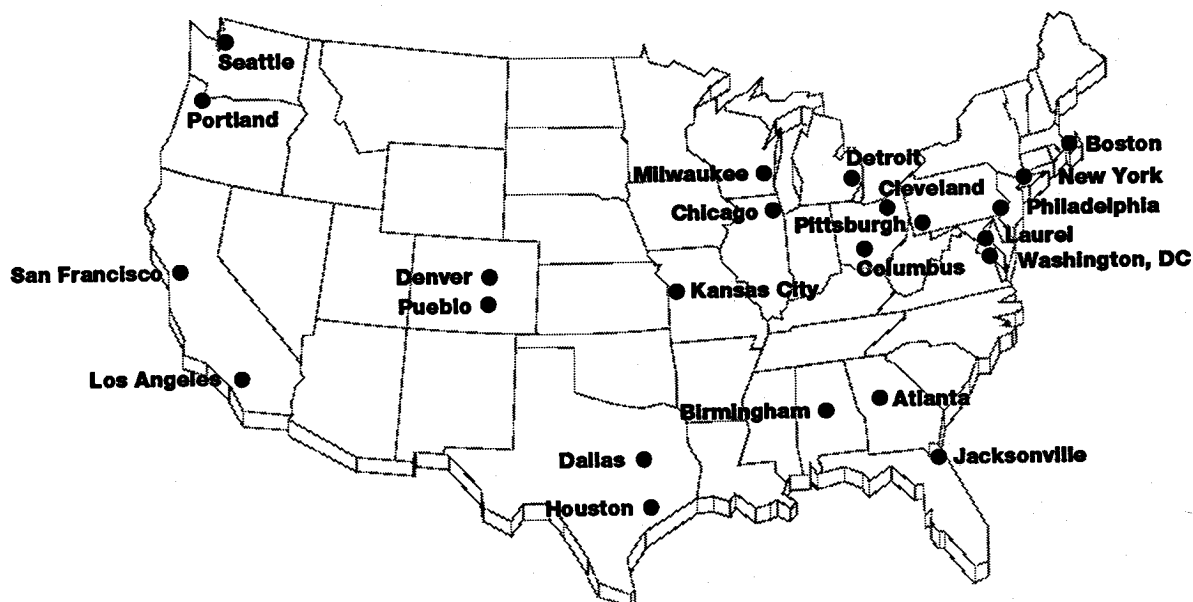 Seattle
Portland
Boston
Detroit
Milwaukee
New York
Cleveland
Philadelphia
Chicago
Pittsburgh
Laurel
Washington, DC
Columbus
San Francisco
Denver
Kansas City
Pueblo
Los Angeles
Atlanta
Birmingham
Jacksonville
Dallas
Houston